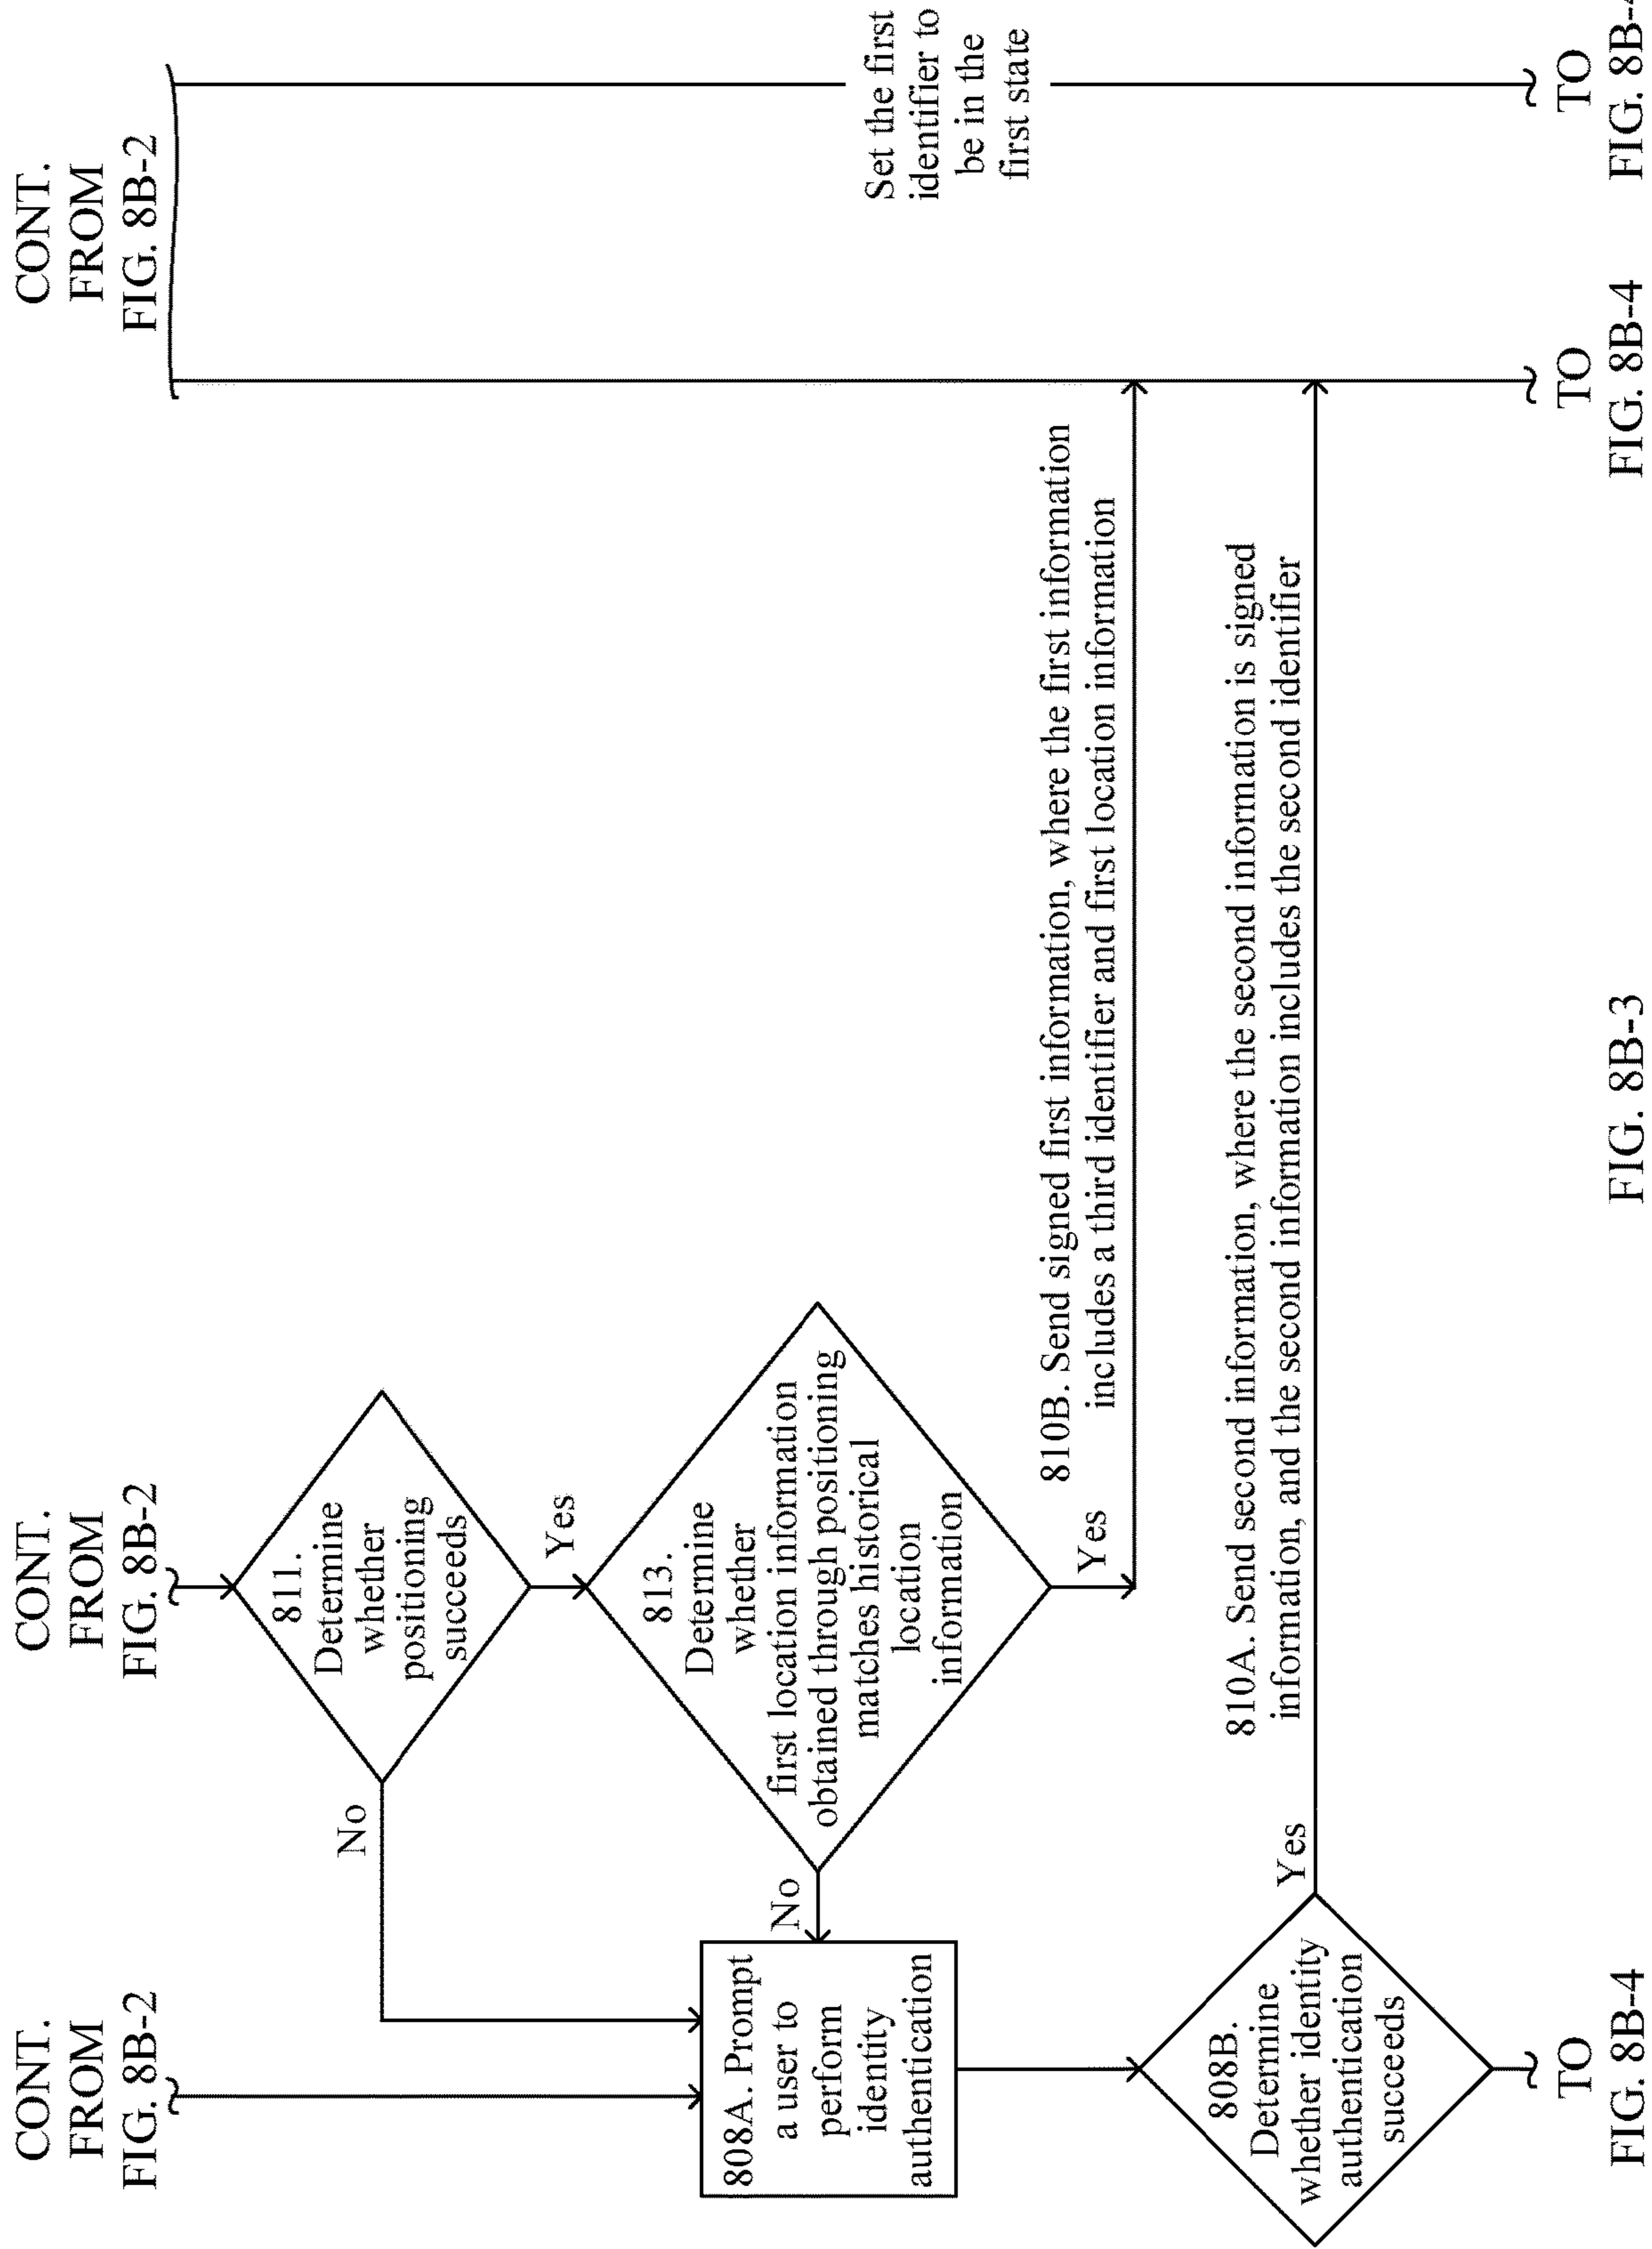 CONT.
FROM
FIG. 8B-2
CONT.
FROM
FIG. 8B-2
CONT.
FROM
FIG. 8B-2
811.
Determine
whether
positioning
succeeds
No
Yes
808A. Prompt
a user to
perform
identity
authentication
No
813.
Determine
whether
first location information
obtained through positioning
matches historical
location
information
Yes
Set the first
identifier to
be in the
first state
810B. Send signed first information, where the first information
includes a third identifier and first location information
808B.
Determine
whether identity
authentication
succeeds
Yes
810A. Send second information, where the second information is signed
information, and the second information includes the second identifier
TO
FIG. 8B-4
TO
FIG. 8B-4
TO
FIG. 8B-4
FIG. 8B-3